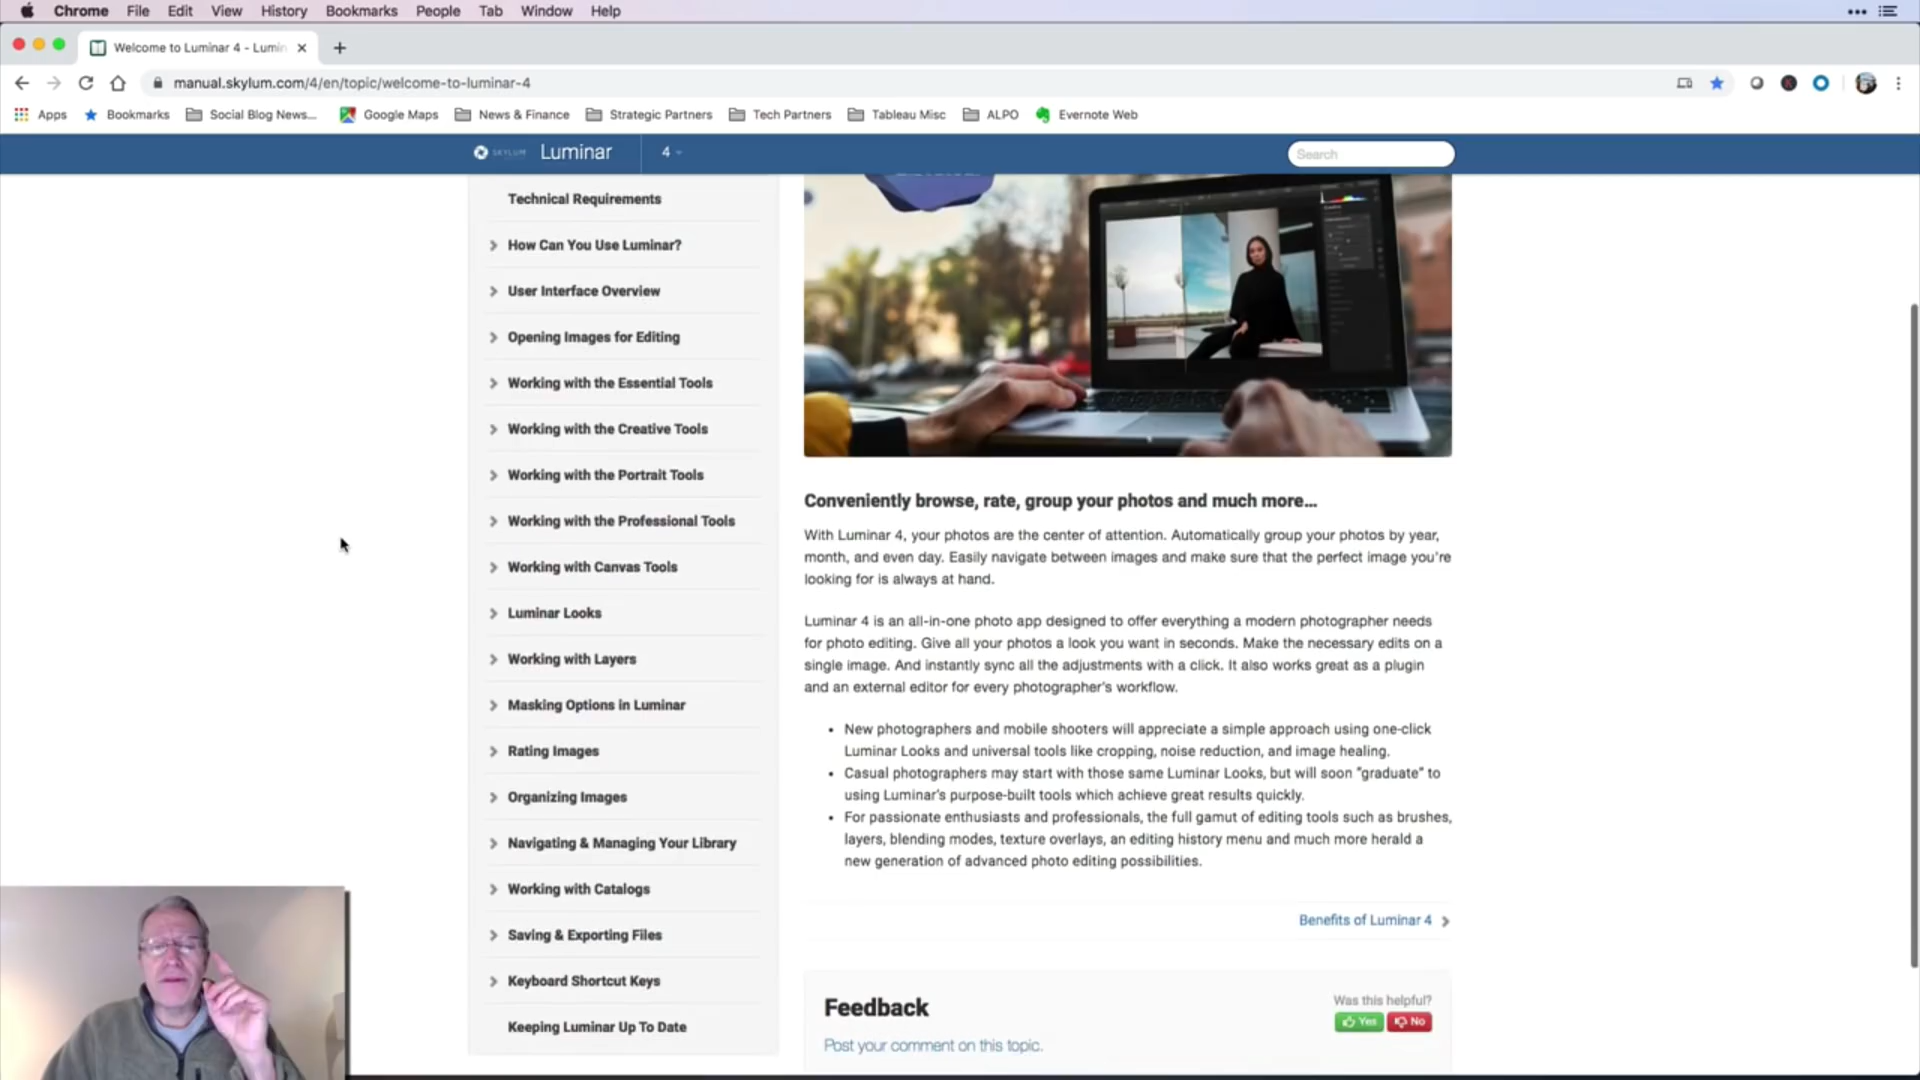 Chrome File Edit View History Bookmarks People Tab Window Help
Welcome to Luminar 4 - Lumin
manual.skylum.com/4/en/topic/welcome-to-luminar-4
Apps Bookmarks Social Blog News... Google Maps News & Finance Strategic Partners Tech Partners Tableau Misc ALPO Evernote Web
SKYLUM Luminar 4 Search
Technical Requirements
How Can You Use Luminar?
User Interface Overview
Opening Images for Editing
Working with the Essential Tools
Working with the Creative Tools
Working with the Portrait Tools
Working with the Professional Tools
Working with Canvas Tools
Luminar Looks
Working with Layers
Masking Options in Luminar
Rating Images
Organizing Images
Navigating & Managing Your Library
Working with Catalogs
Saving & Exporting Files
Keyboard Shortcut Keys
Keeping Luminar Up To Date
Conveniently browse, rate, group your photos and much more...
With Luminar 4, your photos are the center of attention. Automatically group your photos by year,
month, and even day. Easily navigate between images and make sure that the perfect image you're
looking for is always at hand.
Luminar 4 is an all-in-one photo app designed to offer everything a modern photographer needs
for photo editing. Give all your photos a look you want in seconds. Make the necessary edits on a
single image. And instantly sync all the adjustments with a click. It also works great as a plugin
and an external editor for every photographer's workflow.
• New photographers and mobile shooters will appreciate a simple approach using one-click
Luminar Looks and universal tools like cropping, noise reduction, and image healing.
• Casual photographers may start with those same Luminar Looks, but will soon "graduate" to
using Luminar's purpose-built tools which achieve great results quickly.
• For passionate enthusiasts and professionals, the full gamut of editing tools such as brushes,
layers, blending modes, texture overlays, an editing history menu and much more herald a
new generation of advanced photo editing possibilities.
Benefits of Luminar 4
Feedback
Was this helpful?
Yes No
Post your comment on this topic.